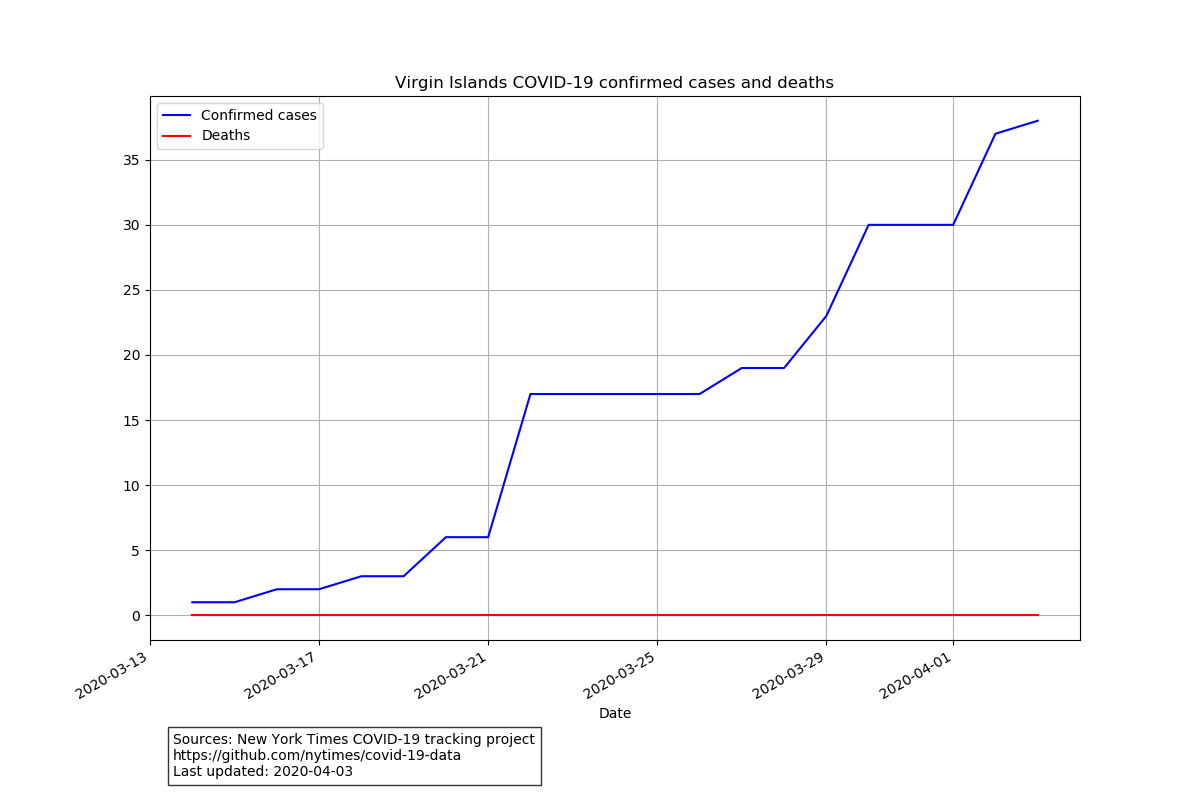 Virgin Islands COVID-19 confirmed cases and deaths
Confirmed cases
Deaths
35
30
25
20
15
10
5
0
2020-03-13
2020-03-17
2020-03-21
2020-03-25
2020-03-29
2020-04-01
Date
Sources: New York Times COVID-19 tracking project
https://github.com/nytimes/covid-19-data
Last updated: 2020-04-03